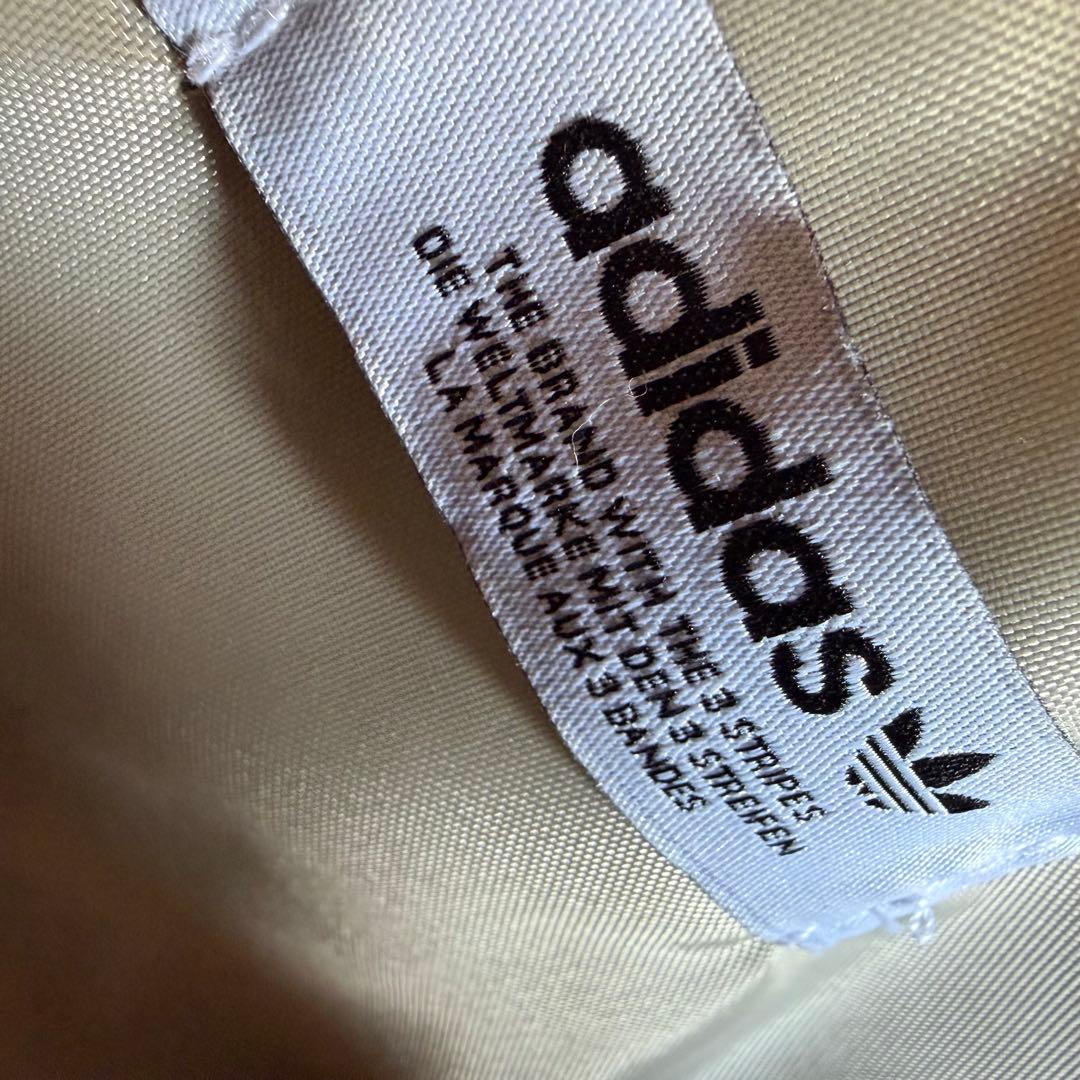 adidas
THE BRAND WITH THE 3 STRIPES
DIE WELTMARKE MIT DEN 3 STREIFEN
LA MARQUE AUX 3 BANDES